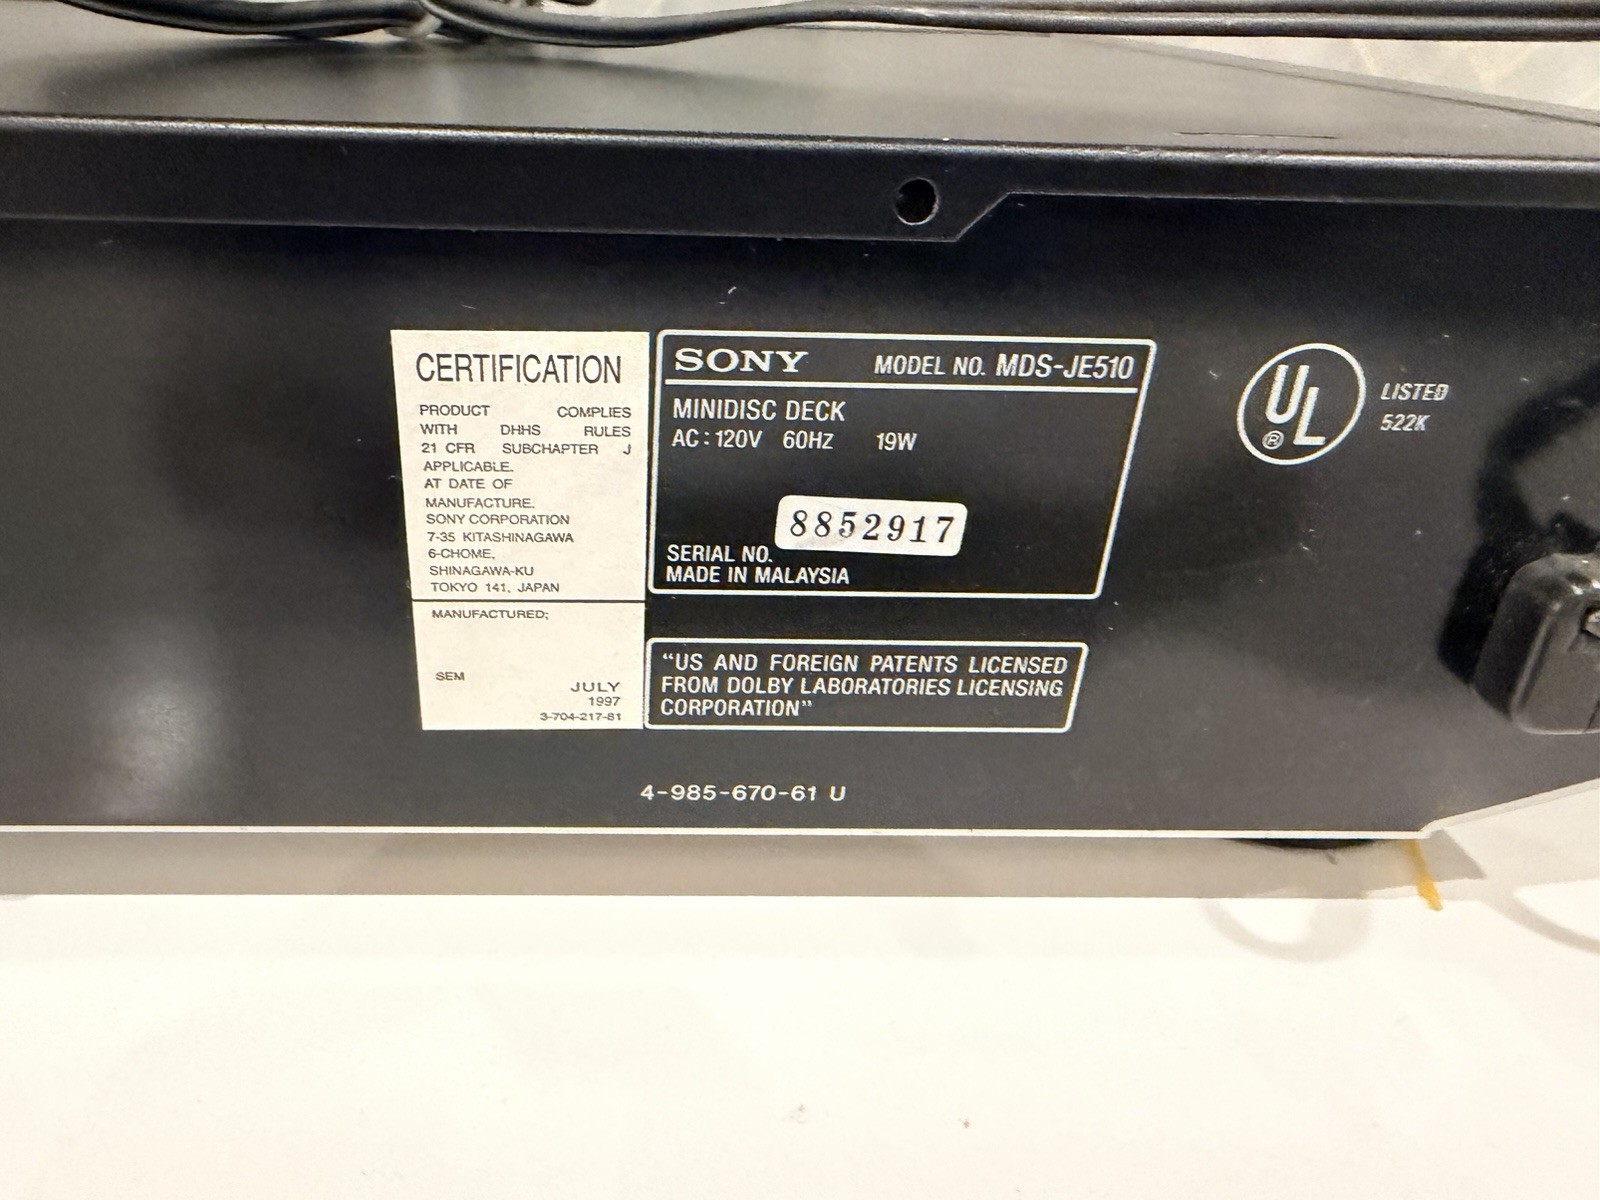 CERTIFICATION
PRODUCT COMPLIES
WITH DHHS RULES
21 CFR SUBCHAPTER J
APPLICABLE.
AT DATE OF
MANUFACTURE.
SONY CORPORATION
7-35 KITASHINAGAWA
6-CHOME,
SHINAGAWA-KU
TOKYO 141, JAPAN
MANUFACTURED;
SEM
JULY
1997
3-704-217-81
SONY MODEL NO. MDS-JE510
MINIDISC DECK
AC: 120V 60HZ 19W
8852917
SERIAL NO.
MADE IN MALAYSIA
"US AND FOREIGN PATENTS LICENSED
FROM DOLBY LABORATORIES LICENSING
CORPORATION"
UL ®
LISTED
522K
4-985-670-61 U